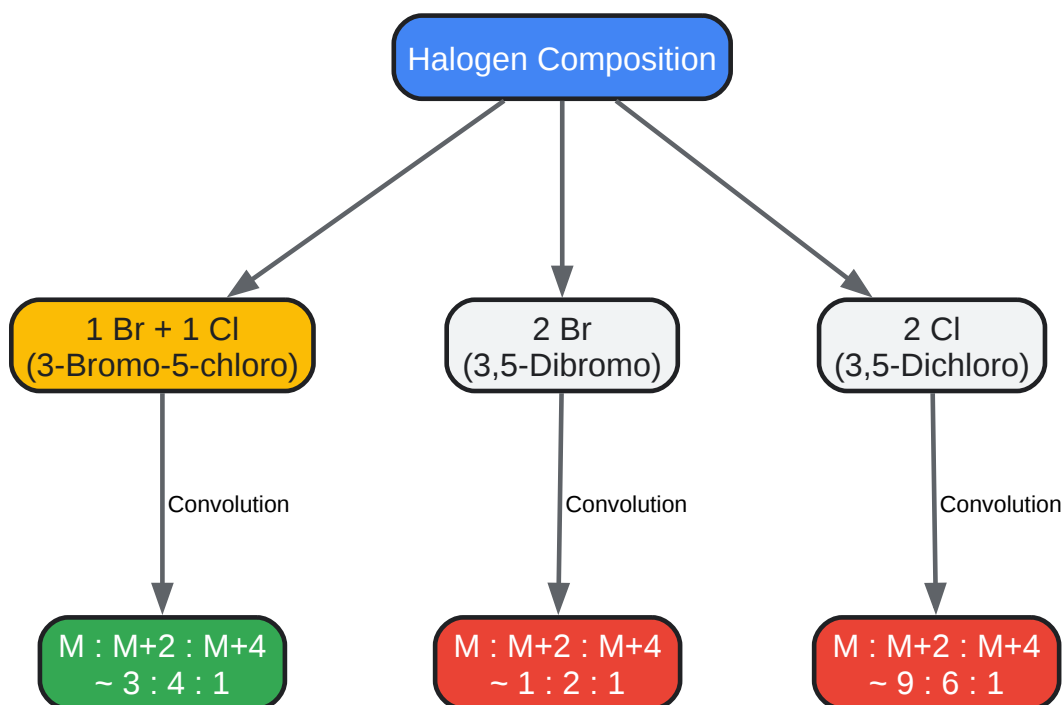 Halogen Composition
1 Br + 1 Cl
(3-Bromo-5-chloro)
2 Br
(3,5-Dibromo)
2 Cl
(3,5-Dichloro)
Convolution
Convolution
Convolution
M : M+2 : M+4
~ 3 : 4 : 1
M : M+2 : M+4
~ 1 : 2 : 1
M : M+2 : M+4
~ 9 : 6 : 1